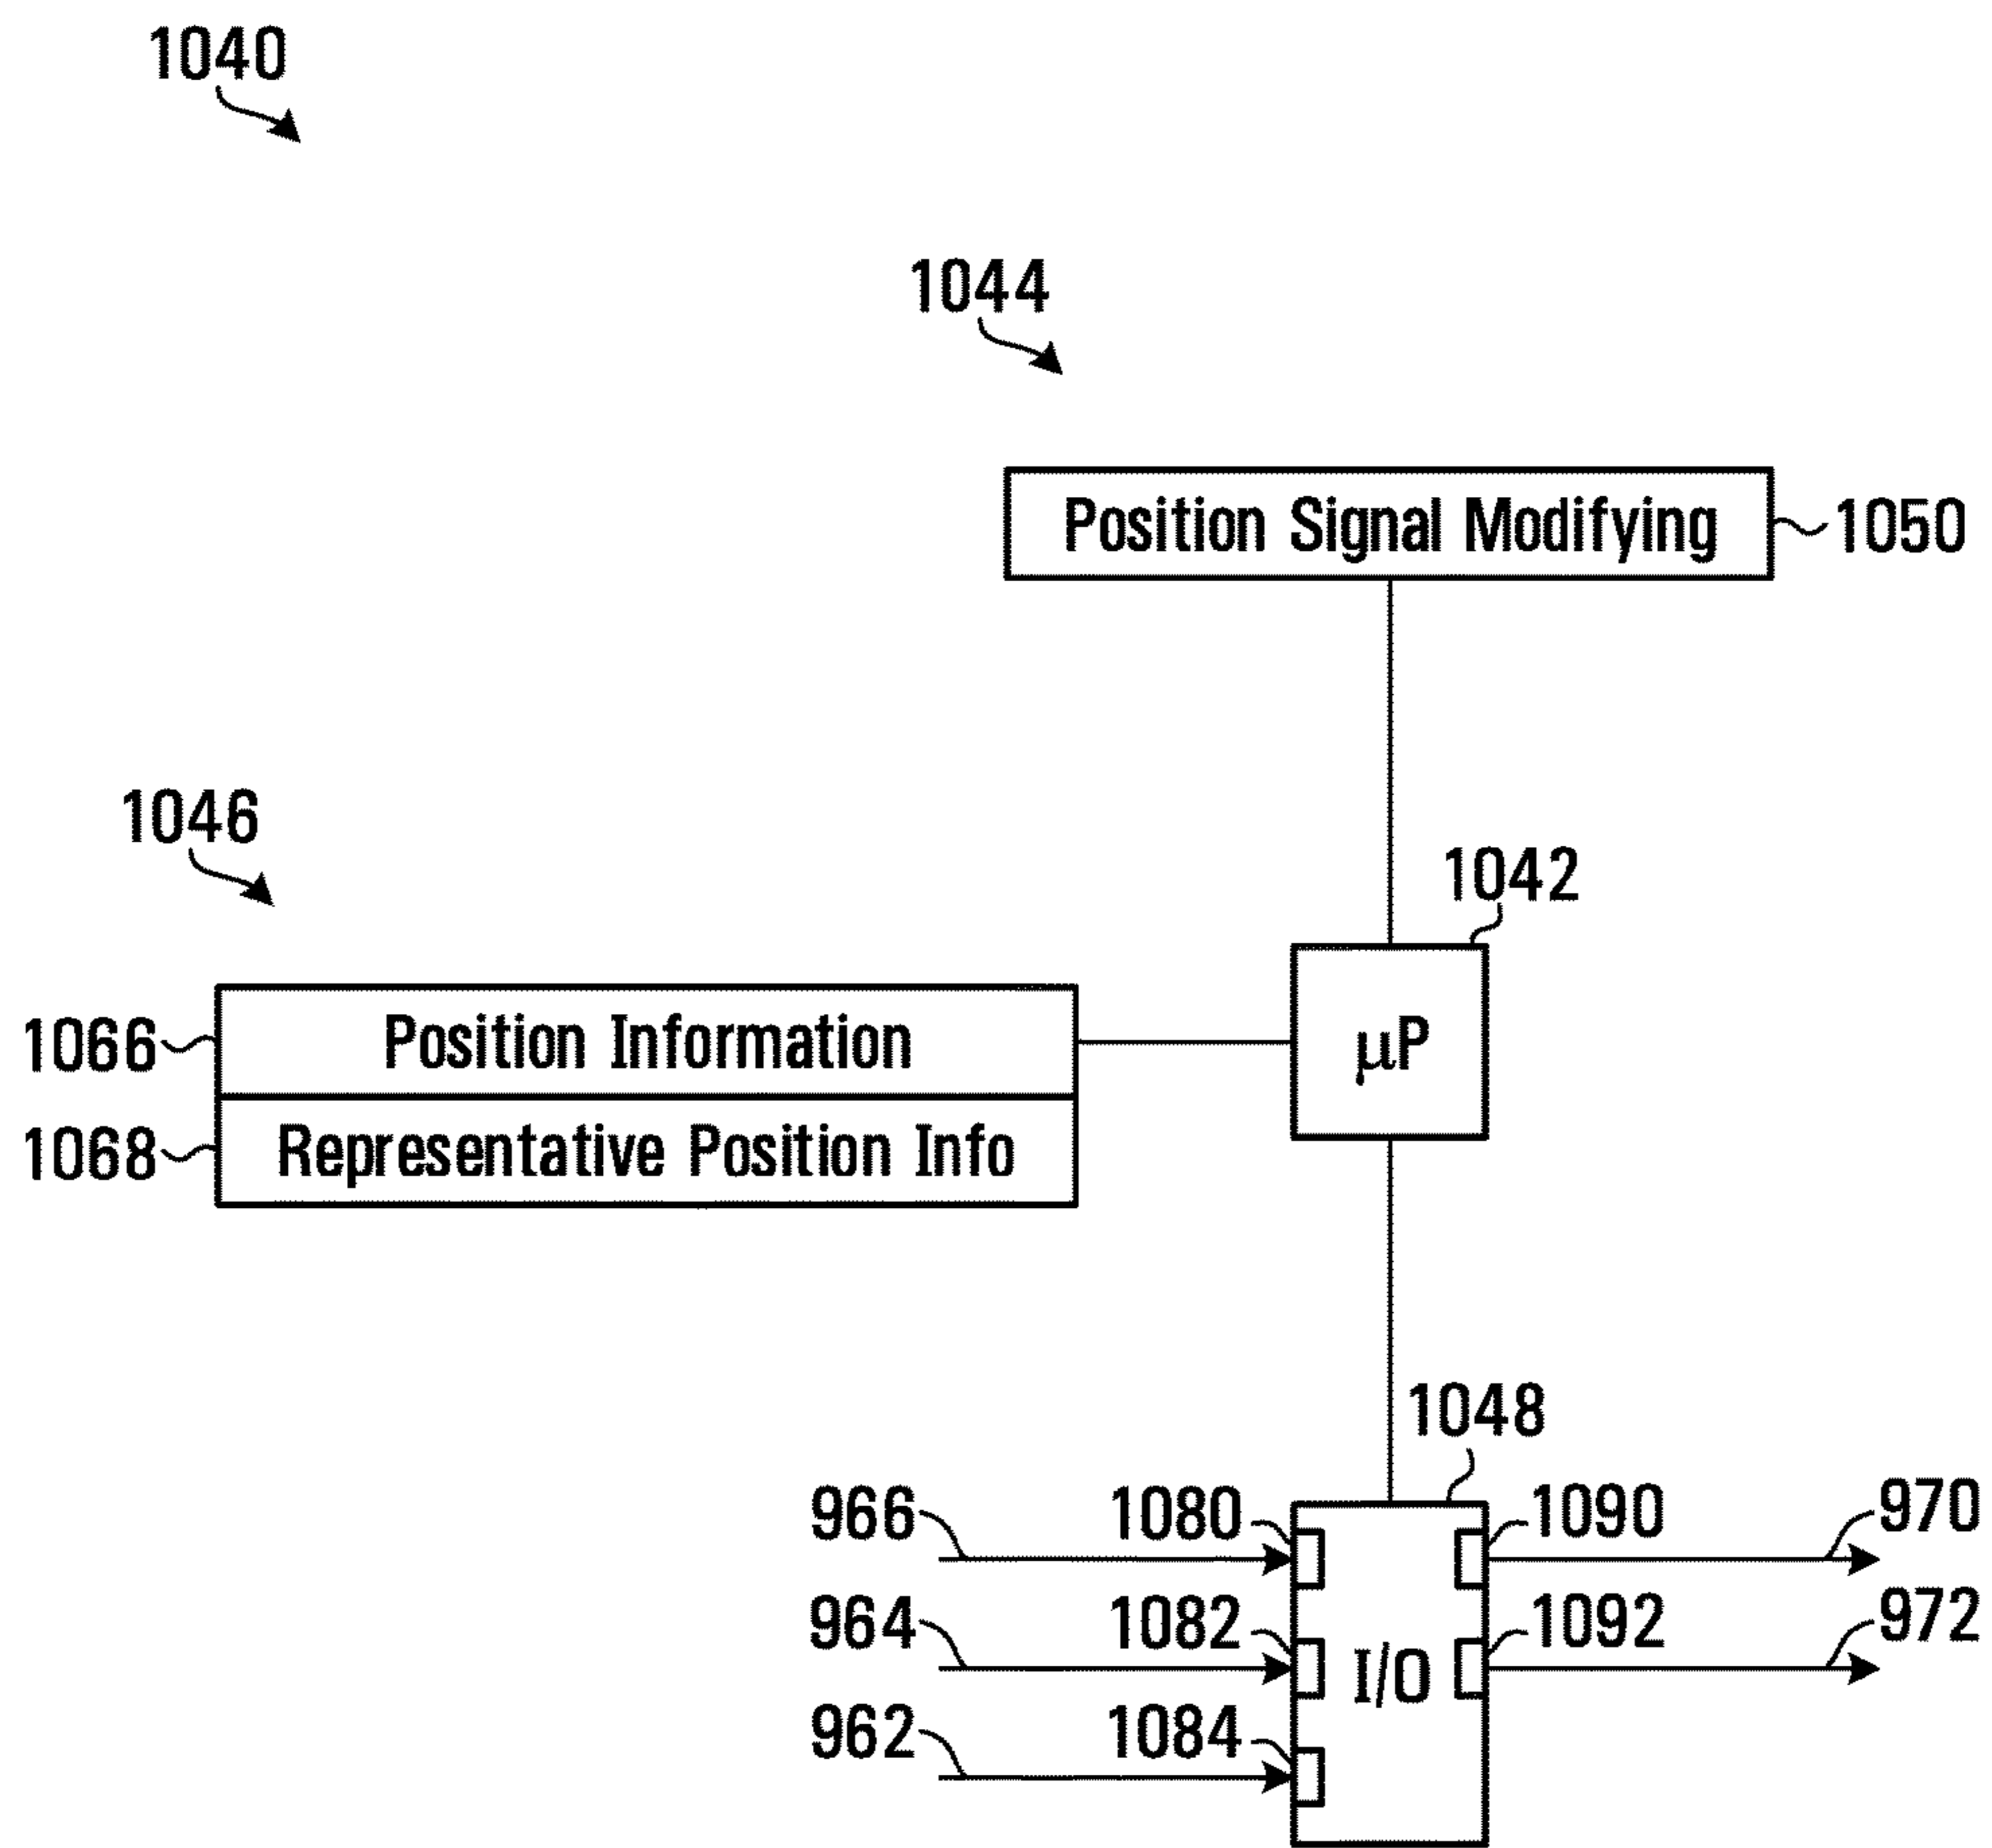 1040
1044
Position Signal Modifying 1050
1046
1042
1066 Position Information
µP
1068 Representative Position Info
1048
966 1080 1090 970
964 1082 1092 972
I/O
962 1084